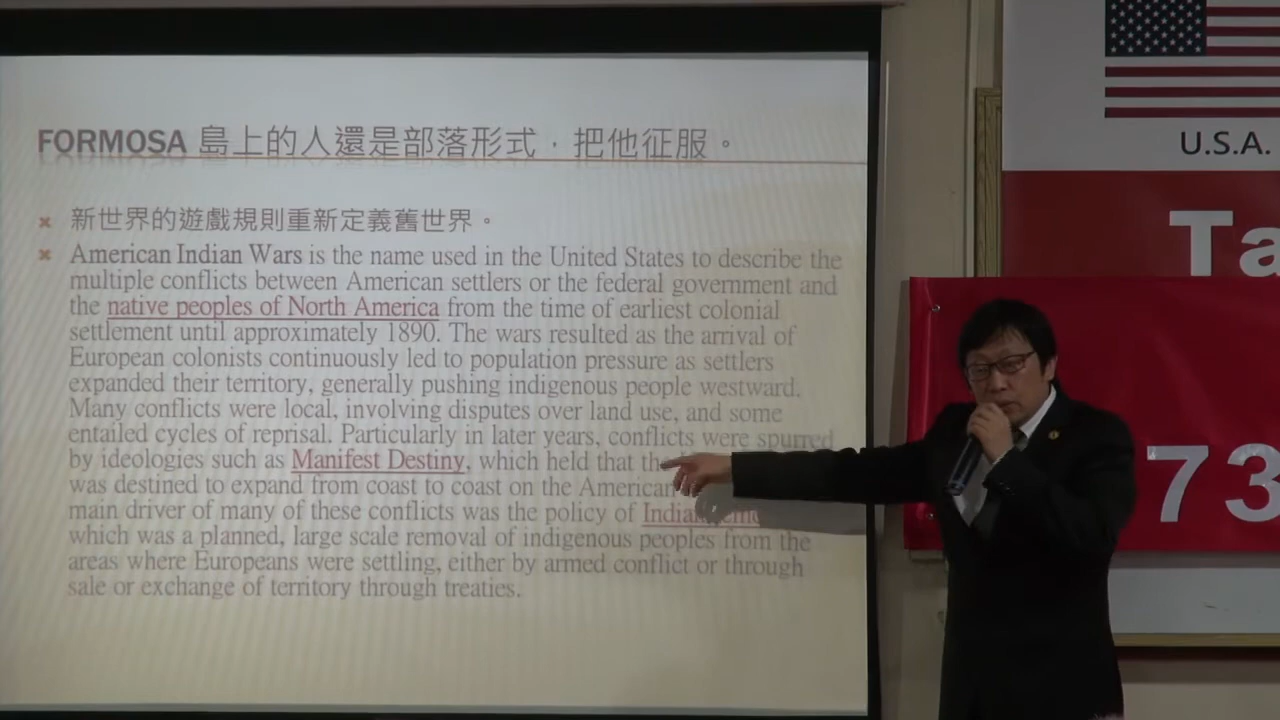 FORMOSA 島上的人還是部落形式，把他征服。
新世界的遊戲規則重新定義舊世界。
American Indian Wars is the name used in the United States to describe the
multiple conflicts between American settlers or the federal government and
the native peoples of North America from the time of earliest colonial
settlement until approximately 1890. The wars resulted as the arrival of
European colonists continuously led to population pressure as settlers
expanded their territory, generally pushing indigenous people westward.
Many conflicts were local, involving disputes over land use, and some
entailed cycles of reprisal. Particularly in later years, conflicts were spurred
by ideologies such as Manifest Destiny, which held that
was destined to expand from coast to coast on the American
main driver of many of these conflicts was the policy of Indian
which was a planned, large scale removal of indigenous peoples from the
areas where Europeans were settling, either by armed conflict or through
sale or exchange of territory through treaties.
U.S.A.
Ta
73